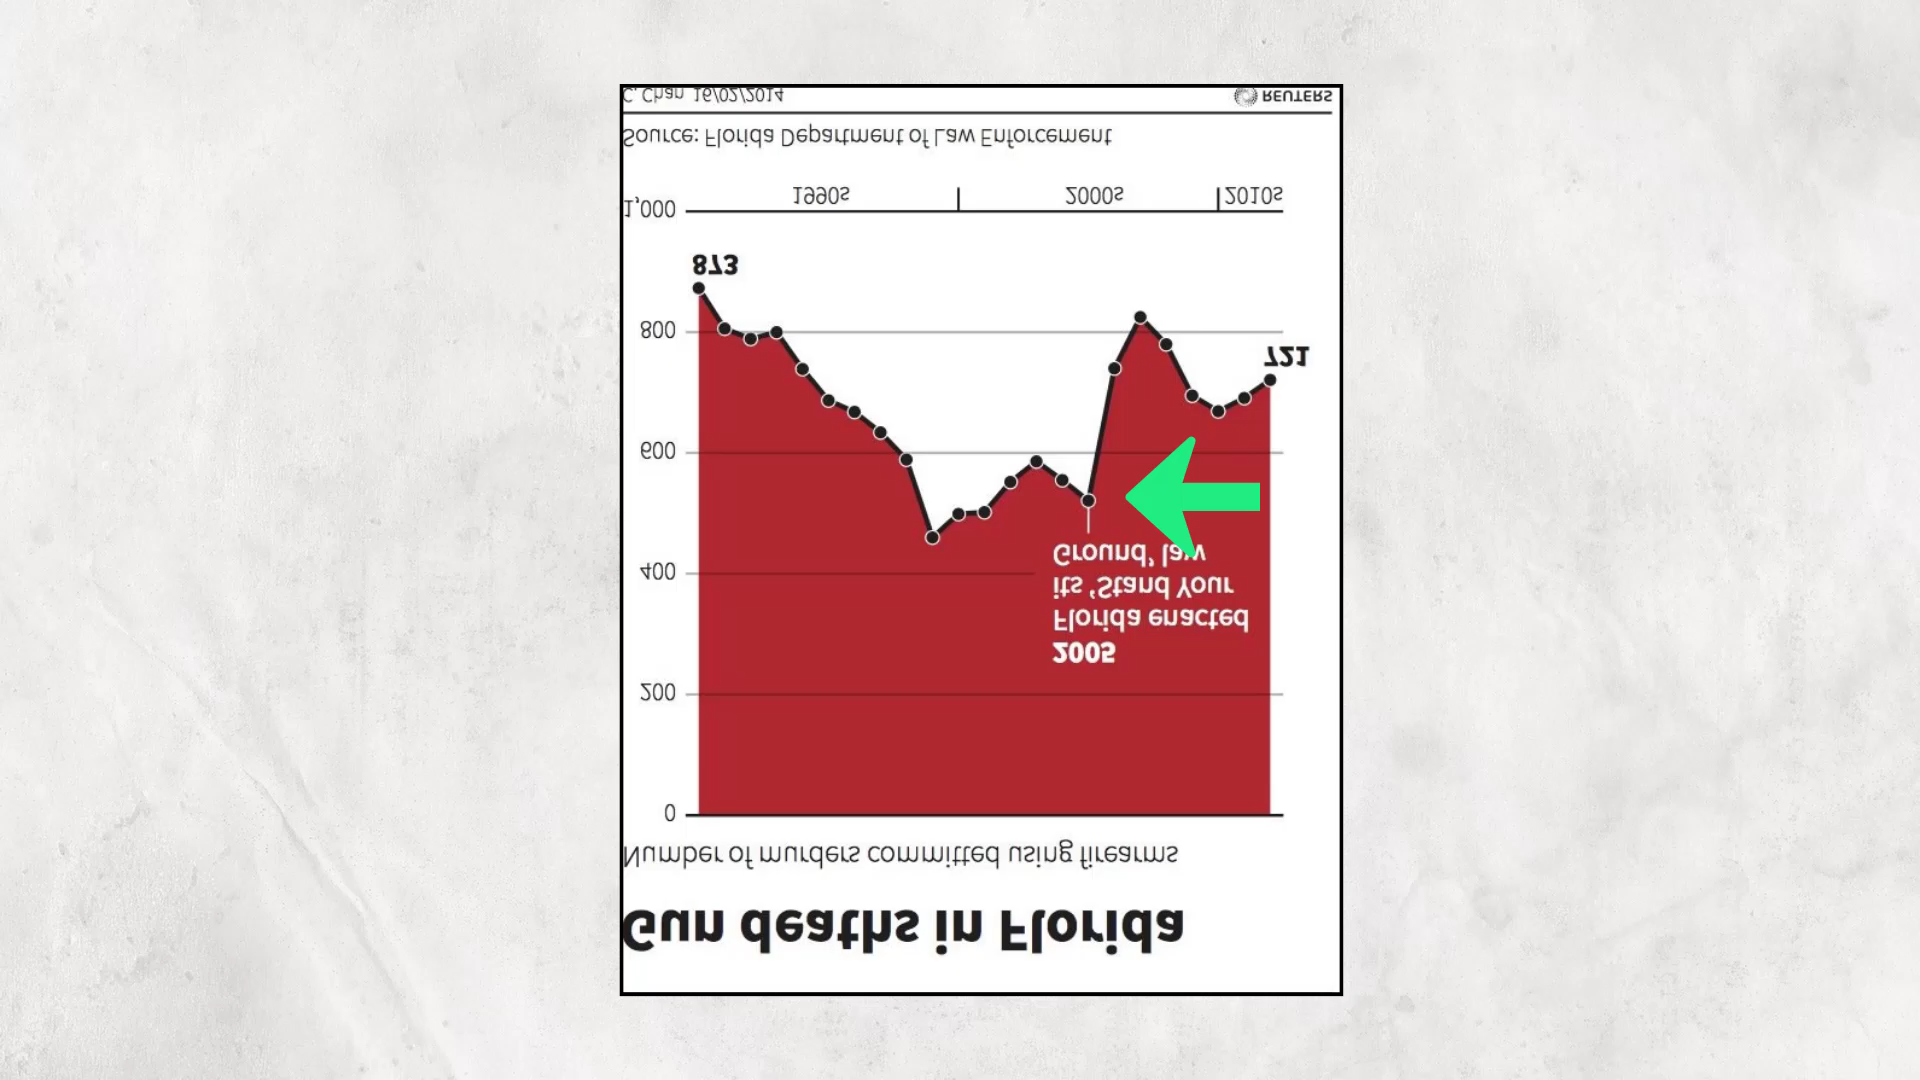 C. Chan 16/02/2014
REUTERS
Source: Florida Department of Law Enforcement
1990s 2000s 2010s
1,000
873
800
721
600
400
200
0
Ground' law
its 'Stand Your
Florida enacted
2005
Number of murders committed using firearms
Gun deaths in Florida